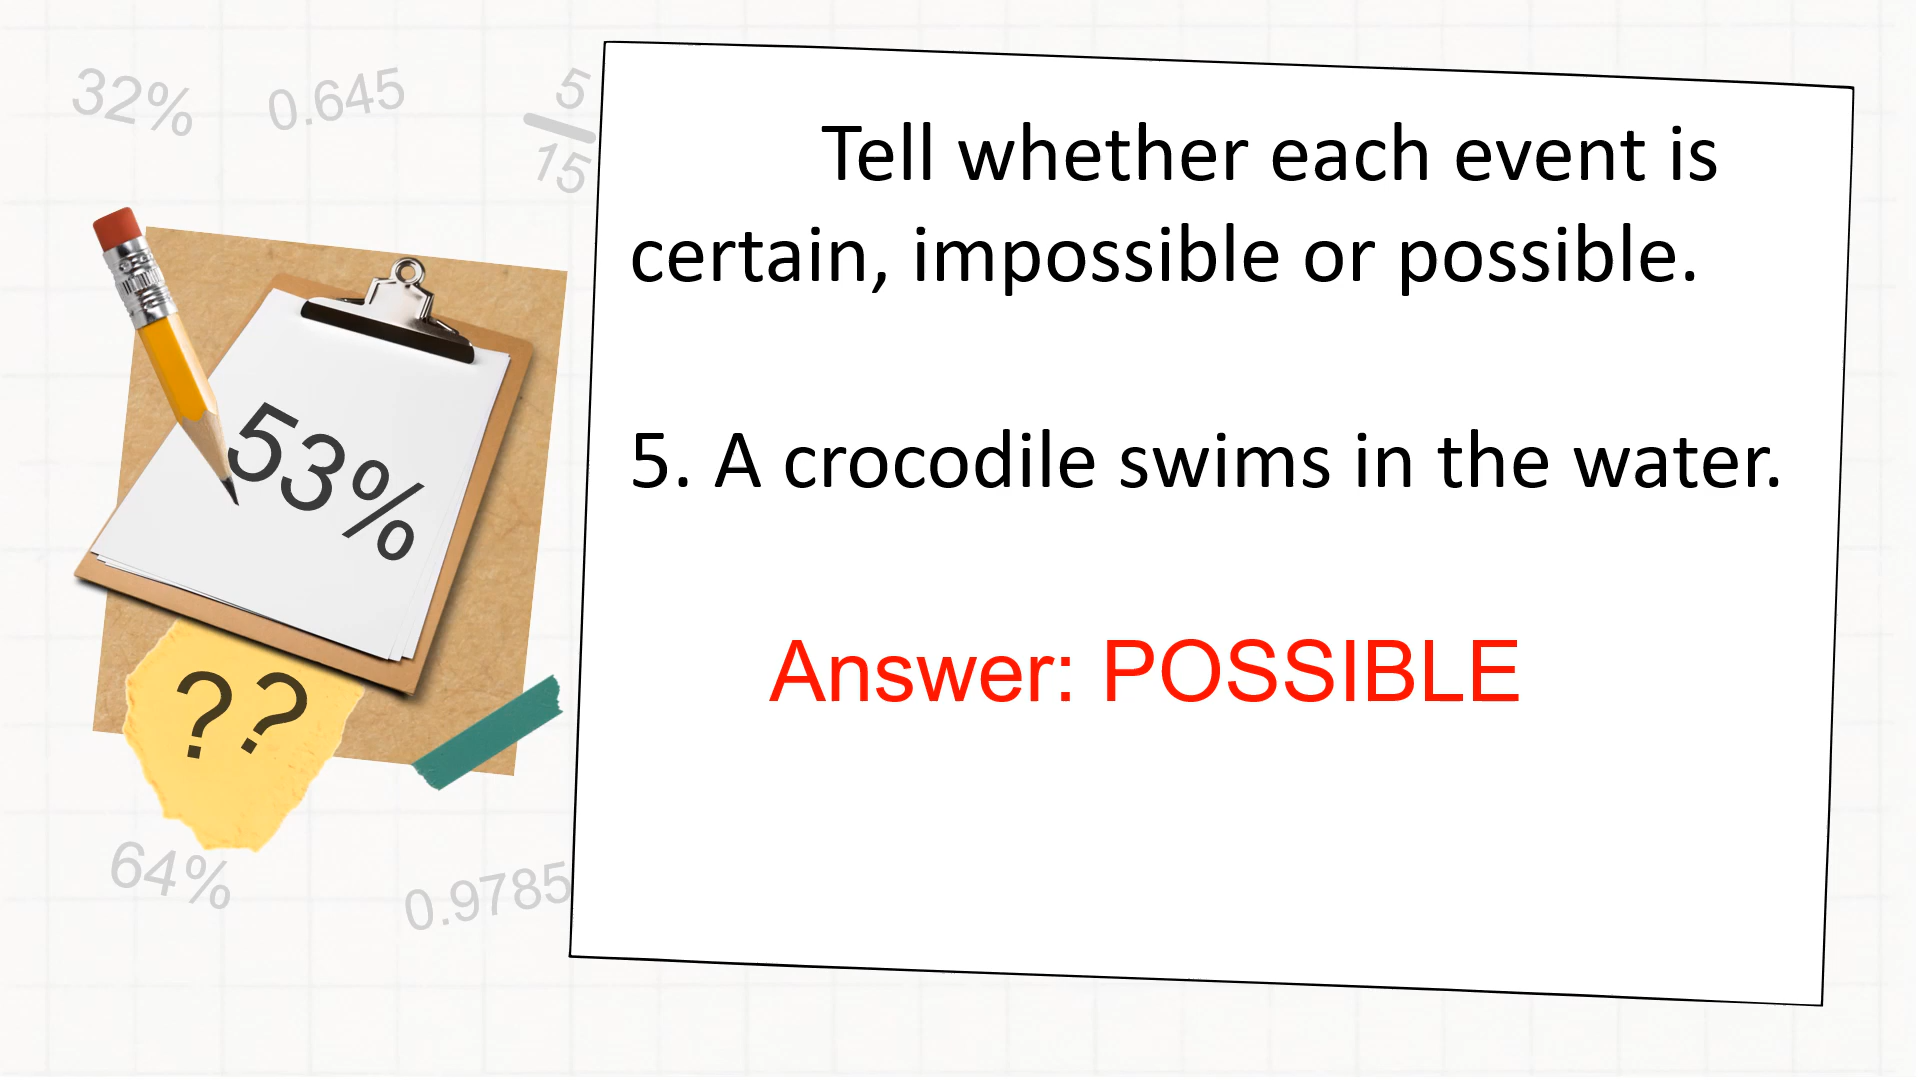 32%
0.645
5
15
Tell whether each event is
certain, impossible or possible.
53%
5. A crocodile swims in the water.
Answer: POSSIBLE
??
64%
0.9785